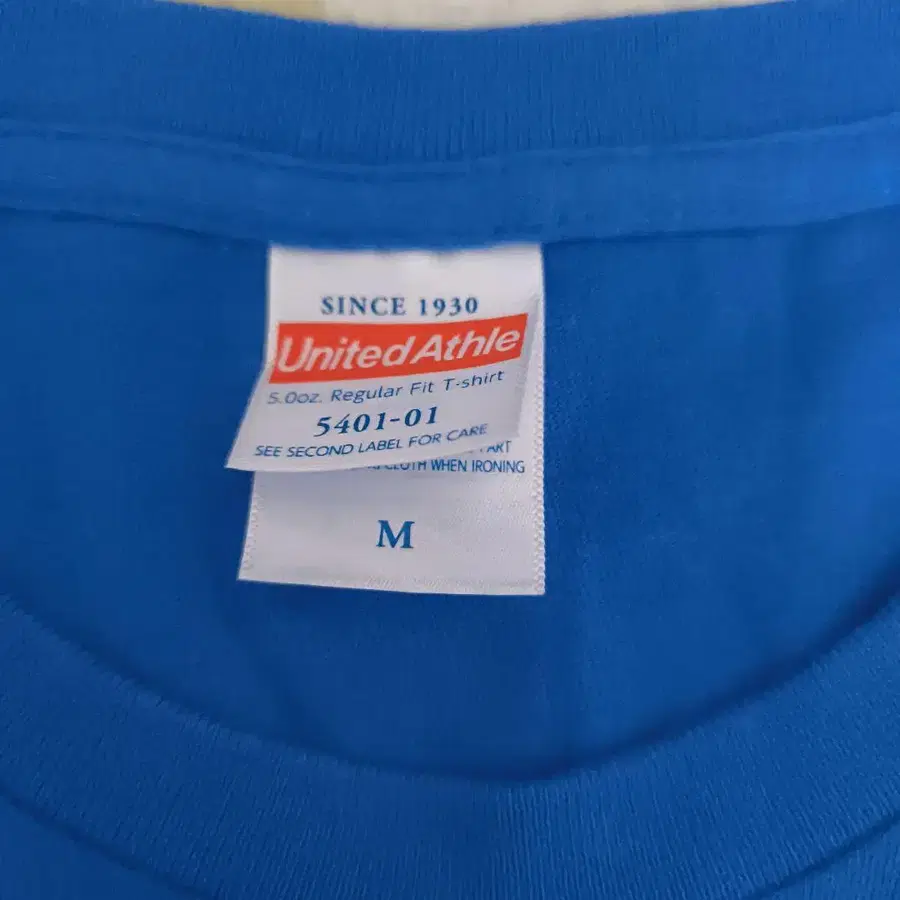 SINCE 1930
United Athle
5.0oz. Regular Fit T-shirt
5401-01
SEE SECOND LABEL FOR CARE
CLOTH WHEN IRONING
M